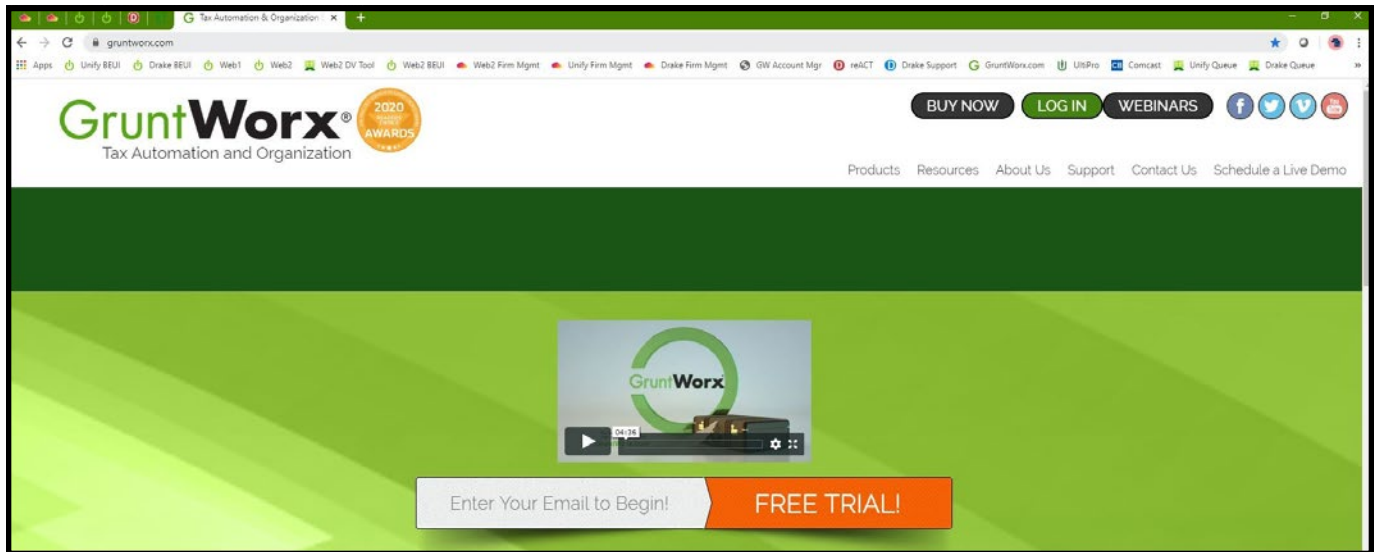 Tax Automation & Organization
gruntworx.com
Apps Unify BEUI Drake BEUI Web1 Web2 Web2 DV Tool Web2 BEUI Web2 Firm Mgmt Unify Firm Mgmt Drake Firm Mgmt GW Account Mgr reACT Drake Support GruntWorx.com UltiPro Comcast Unify Queue Drake Queue »
GruntWorx® 2020 AWARDS
Tax Automation and Organization
BUY NOW LOG IN WEBINARS
Products Resources About Us Support Contact Us Schedule a Live Demo
GruntWorx
04:36
Enter Your Email to Begin! FREE TRIAL!